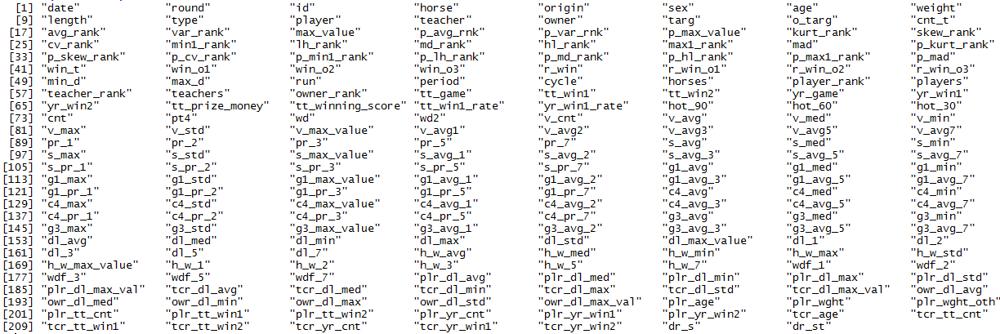 [1] "date" "round" "id" "horse" "origin" "sex" "age" "weight"
[9] "length" "type" "player" "teacher" "owner" "targ" "o_targ" "cnt_t"
[17] "avg_rank" "var_rank" "max_value" "p_avg_rnk" "p_var_rnk" "p_max_value" "kurt_rank" "skew_rank"
[25] "cv_rank" "min1_rank" "lh_rank" "md_rank" "hl_rank" "max1_rank" "mad" "p_kurt_rank"
[33] "p_skew_rank" "p_cv_rank" "p_min1_rank" "p_lh_rank" "p_md_rank" "p_hl_rank" "p_max1_rank" "p_mad"
[41] "win_t" "win_o1" "win_o2" "win_o3" "r_win" "r_win_o1" "r_win_o2" "r_win_o3"
[49] "min_d" "max_d" "run" "period" "cycle" "horses" "player_rank" "players"
[57] "teacher_rank" "teachers" "owner_rank" "tt_game" "tt_win1" "tt_win2" "yr_game" "yr_win1"
[65] "yr_win2" "tt_prize_money" "tt_winning_score" "tt_win1_rate" "yr_win1_rate" "hot_90" "hot_60" "hot_30"
[73] "cnt" "pt4" "wd" "wd2" "v_cnt" "v_avg" "v_med" "v_min"
[81] "v_max" "v_std" "v_max_value" "v_avg1" "v_avg2" "v_avg3" "v_avg5" "v_avg7"
[89] "pr_1" "pr_2" "pr_3" "pr_5" "pr_7" "s_avg" "s_med" "s_min"
[97] "s_max" "s_std" "s_max_value" "s_avg_1" "s_avg_2" "s_avg_3" "s_avg_5" "s_avg_7"
[105] "s_pr_1" "s_pr_2" "s_pr_3" "s_pr_5" "s_pr_7" "g1_avg" "g1_med" "g1_min"
[113] "g1_max" "g1_std" "g1_max_value" "g1_avg_1" "g1_avg_2" "g1_avg_3" "g1_avg_5" "g1_avg_7"
[121] "g1_pr_1" "g1_pr_2" "g1_pr_3" "g1_pr_5" "g1_pr_7" "c4_avg" "c4_med" "c4_min"
[129] "c4_max" "c4_std" "c4_max_value" "c4_avg_1" "c4_avg_2" "c4_avg_3" "c4_avg_5" "c4_avg_7"
[137] "c4_pr_1" "c4_pr_2" "c4_pr_3" "c4_pr_5" "c4_pr_7" "g3_avg" "g3_med" "g3_min"
[145] "g3_max" "g3_std" "g3_max_value" "g3_avg_1" "g3_avg_2" "g3_avg_3" "g3_avg_5" "g3_avg_7"
[153] "dl_avg" "dl_med" "dl_min" "dl_max" "dl_std" "dl_max_value" "dl_1" "dl_2"
[161] "dl_3" "dl_5" "dl_7" "h_w_avg" "h_w_med" "h_w_min" "h_w_max" "h_w_std"
[169] "h_w_max_value" "h_w_1" "h_w_2" "h_w_3" "h_w_5" "h_w_7" "wdf_1" "wdf_2"
[177] "wdf_3" "wdf_5" "wdf_7" "plr_dl_avg" "plr_dl_med" "plr_dl_min" "plr_dl_max" "plr_dl_std"
[185] "plr_dl_max_val" "tcr_dl_avg" "tcr_dl_med" "tcr_dl_min" "tcr_dl_max" "tcr_dl_std" "tcr_dl_max_val" "owr_dl_avg"
[193] "owr_dl_med" "owr_dl_min" "owr_dl_max" "owr_dl_std" "owr_dl_max_val" "plr_age" "plr_wght" "plr_wght_oth"
[201] "plr_tt_cnt" "plr_tt_win1" "plr_tt_win2" "plr_yr_cnt" "plr_yr_win1" "plr_yr_win2" "tcr_age" "tcr_tt_cnt"
[209] "tcr_tt_win1" "tcr_tt_win2" "tcr_yr_cnt" "tcr_yr_win1" "tcr_yr_win2" "dr_s" "dr_st"